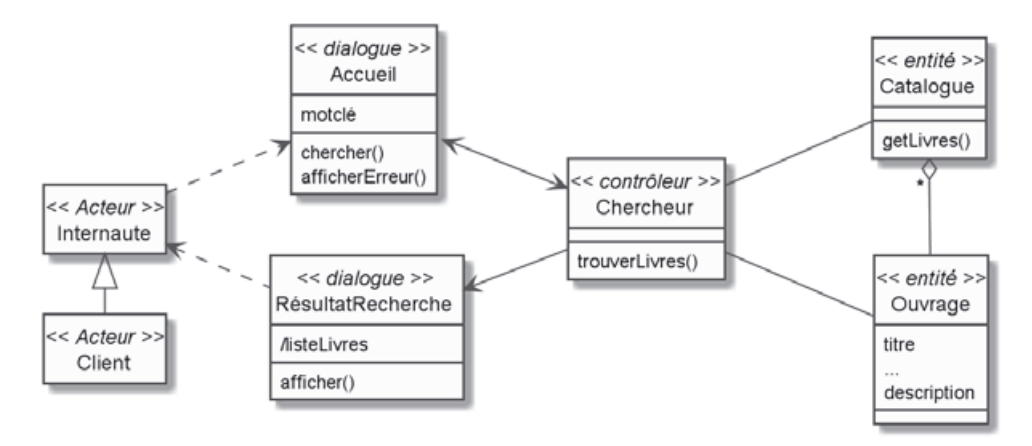 << dialogue >>
Accueil
motclé
chercher()
afficherErreur()
<< Acteur >>
Internaute
<< Acteur >>
Client
<< dialogue >>
RésultatRecherche
/listeLivres
afficher()
<< contrôleur >>
Chercheur
trouverLivres()
<< entité >>
Catalogue
getLivres()
*
<< entité >>
Ouvrage
titre
...
description